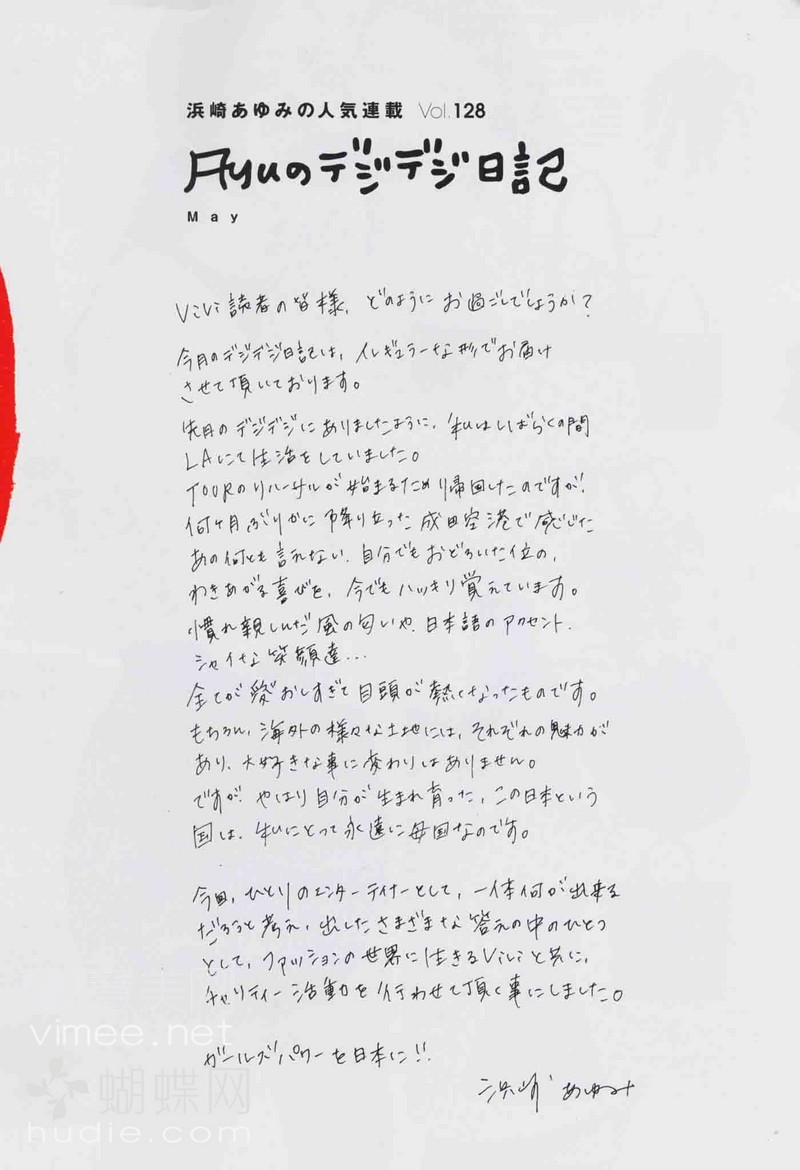 浜崎あゆみの人気連載 Vol.128
Ayuのデジデジ日記
May
ViVi読者の皆様、どのようにお過ごしでしょうか?
今月のデジデジ日記は、イレギュラーな形でお届け
させて頂いております。
先月のデジデジにありましたように、私はしばらくの間
LAにて生活をしていました。
TOURのリハーサルが始まるため帰国したのですが、
何ヶ月ぶりかに降り立った成田空港で感じた
あの何とも言えない、自分でもおどろいた位の、
わきあがる喜びを、今でもハッキリ覚えています。
慣れ親しんだ風の匂いや、日本語のアクセント、
シャイな笑顔達...
全てが愛おしすぎて目頭が熱くなったものです。
もちろん、海外の様々な土地には、それぞれの魅力が
あり、大好きな事に変わりはありません。
ですが、やはり自分が生まれ育った、この日本という
国は、私にとって永遠に母国なのです。
今回、ひとりのエンターテイナーとして、一体何が出来る
だろうと考え、出したさまざまな答えの中のひとつ
として、ファッションの世界に生きるViViと共に、
チャリティー活動を行わせて頂く事にしました。
ガールズパワーを日本に!!
浜崎あゆみ
vimee.net
蝴蝶网
hudie.com